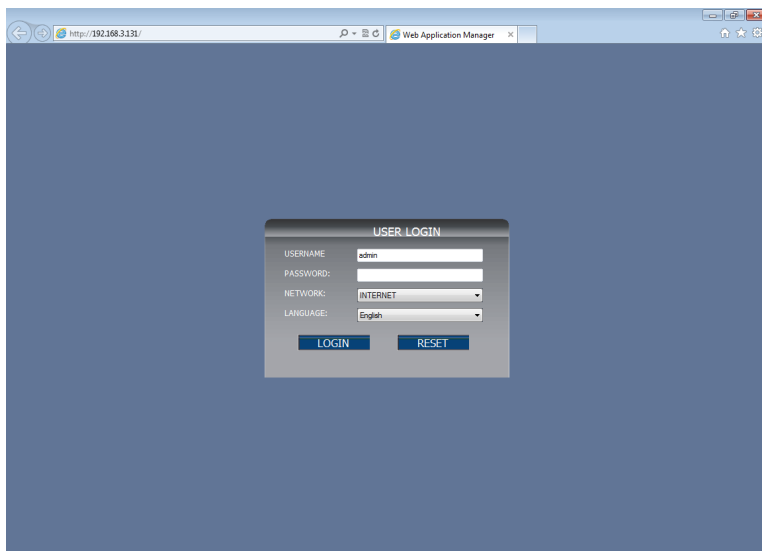 http://192.168.3.131/
Web Application Manager
USER LOGIN
USERNAME admin
PASSWORD:
NETWORK: INTERNET
LANGUAGE: English
LOGIN RESET